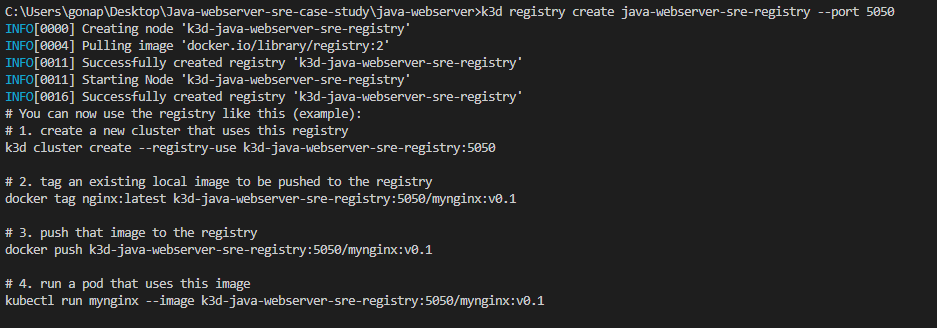 C:\Users\gonap\Desktop\Java-webserver-sre-case-study\java-webserver>k3d registry create java-webserver-sre-registry --port 5050
INFO[0000] Creating node 'k3d-java-webserver-sre-registry'
INFO[0004] Pulling image 'docker.io/library/registry:2'
INFO[0011] Successfully created registry 'k3d-java-webserver-sre-registry'
INFO[0011] Starting Node 'k3d-java-webserver-sre-registry'
INFO[0016] Successfully created registry 'k3d-java-webserver-sre-registry'
# You can now use the registry like this (example):
# 1. create a new cluster that uses this registry
k3d cluster create --registry-use k3d-java-webserver-sre-registry:5050
# 2. tag an existing local image to be pushed to the registry
docker tag nginx:latest k3d-java-webserver-sre-registry:5050/mynginx:v0.1
# 3. push that image to the registry
docker push k3d-java-webserver-sre-registry:5050/mynginx:v0.1
# 4. run a pod that uses this image
kubectl run mynginx --image k3d-java-webserver-sre-registry:5050/mynginx:v0.1